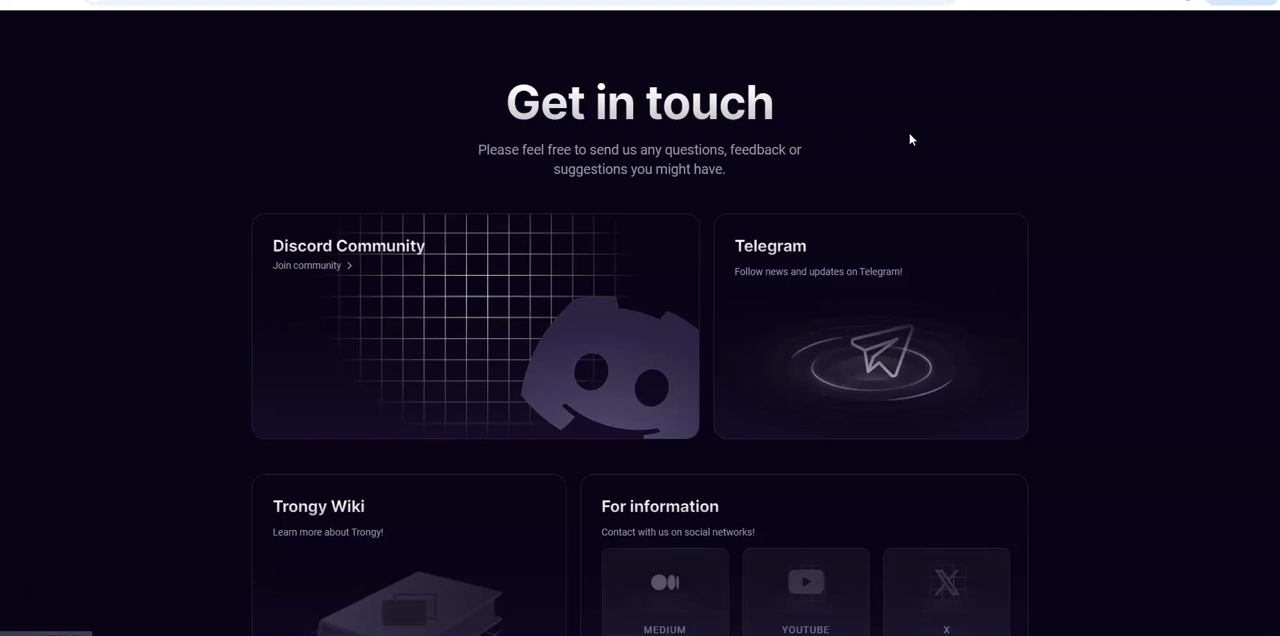 Get in touch
Please feel free to send us any questions, feedback or
suggestions you might have.
Discord Community
Join community
Telegram
Follow news and updates on Telegram!
Trongy Wiki
Learn more about Trongy!
For information
Contact with us on social networks!
MEDIUM
YOUTUBE
X